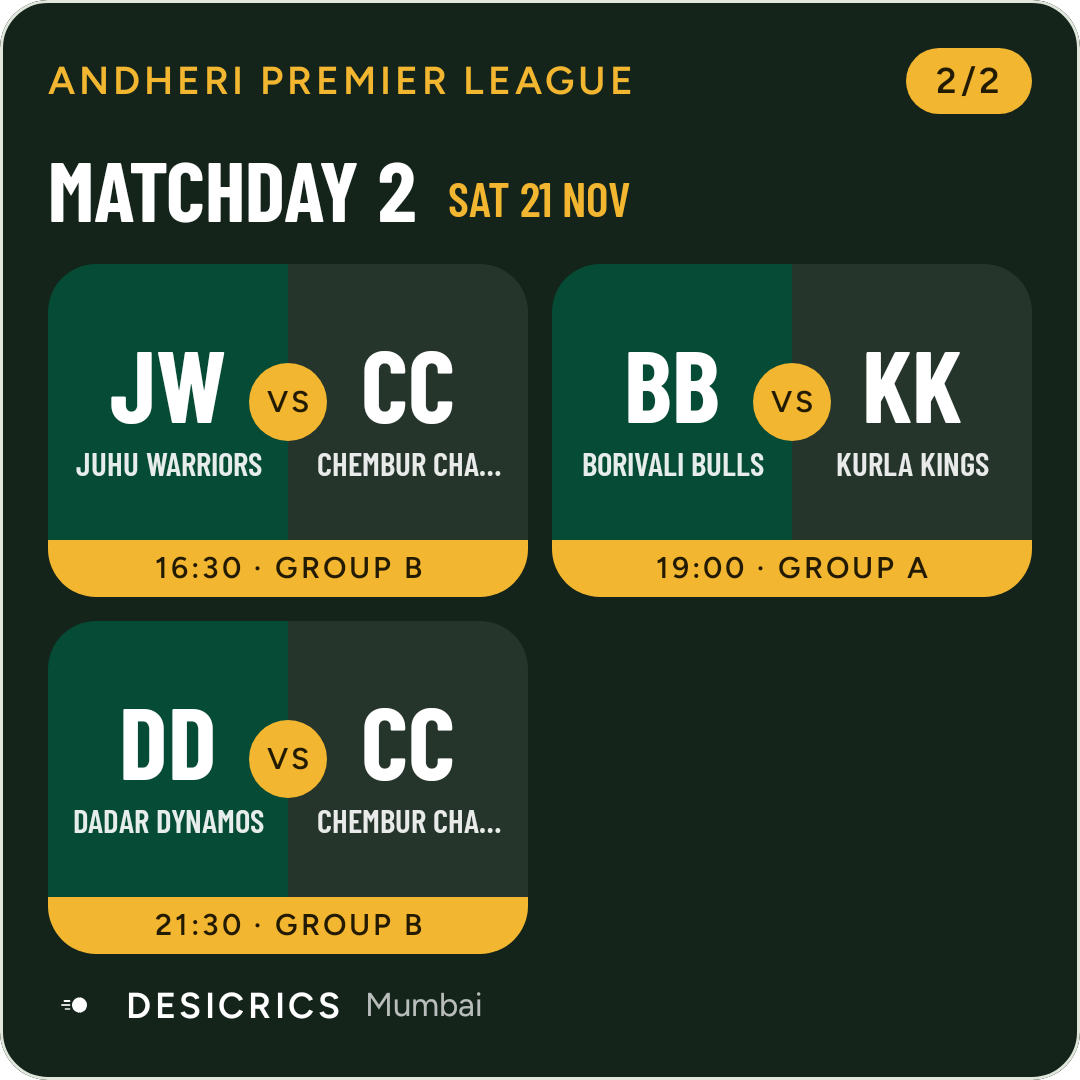 ANDHERI PREMIER LEAGUE
2/2
MATCHDAY 2 SAT 21 NOV
JW VS CC
JUHU WARRIORS CHEMBUR CHA...
16:30 · GROUP B
BB VS KK
BORIVALI BULLS KURLA KINGS
19:00 · GROUP A
DD VS CC
DADAR DYNAMOS CHEMBUR CHA...
21:30 · GROUP B
DESICRICS Mumbai